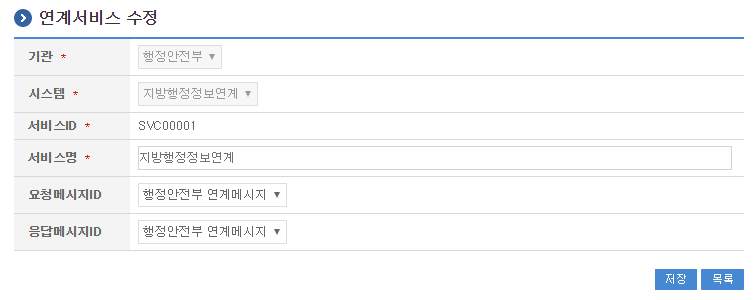 연계서비스 수정
기관 * 행정안전부 ▼
시스템 * 지방행정정보연계 ▼
서비스ID * SVC00001
서비스명 * 지방행정정보연계
요청메시지ID 행정안전부 연계메시지 ▼
응답메시지ID 행정안전부 연계메시지 ▼
저장 목록